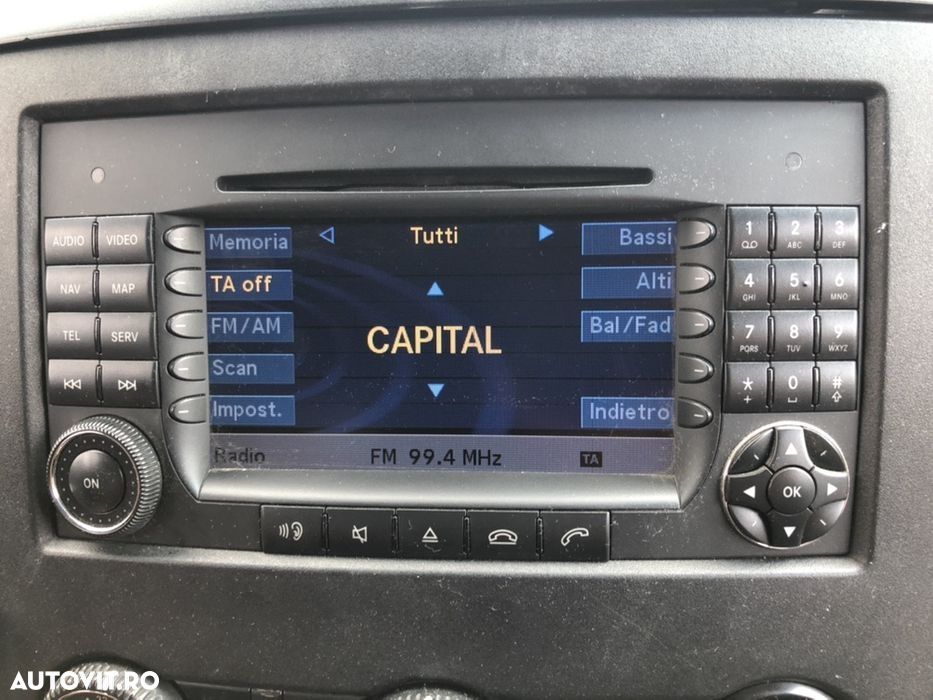 AUDIO VIDEO
NAV MAP
TEL SERV
ON
Memoria
TA off
FM/AM
Scan
Impost.
Tutti
CAPITAL
Bassi
Alti
Bal/Fad
Indietro
Radio FM 99.4 MHz TA
1 2 ABC 3 DEF
4 GHI 5 JKL 6 MNO
7 PQRS 8 TUV 9 WXYZ
* + 0 #
OK
AUTOVIT.RO